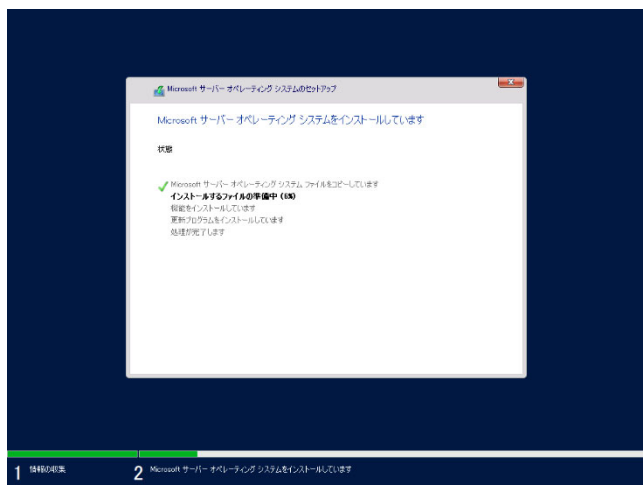 Microsoft サーバー オペレーティング システムのセットアップ
Microsoft サーバー オペレーティング システムをインストールしています
状態
Microsoft サーバー オペレーティング システム ファイルをコピーしています
インストールするファイルの準備中 (6%)
機能をインストールしています
更新プログラムをインストールしています
処理が完了します
1 情報の収集
2 Microsoft サーバー オペレーティング システムをインストールしています